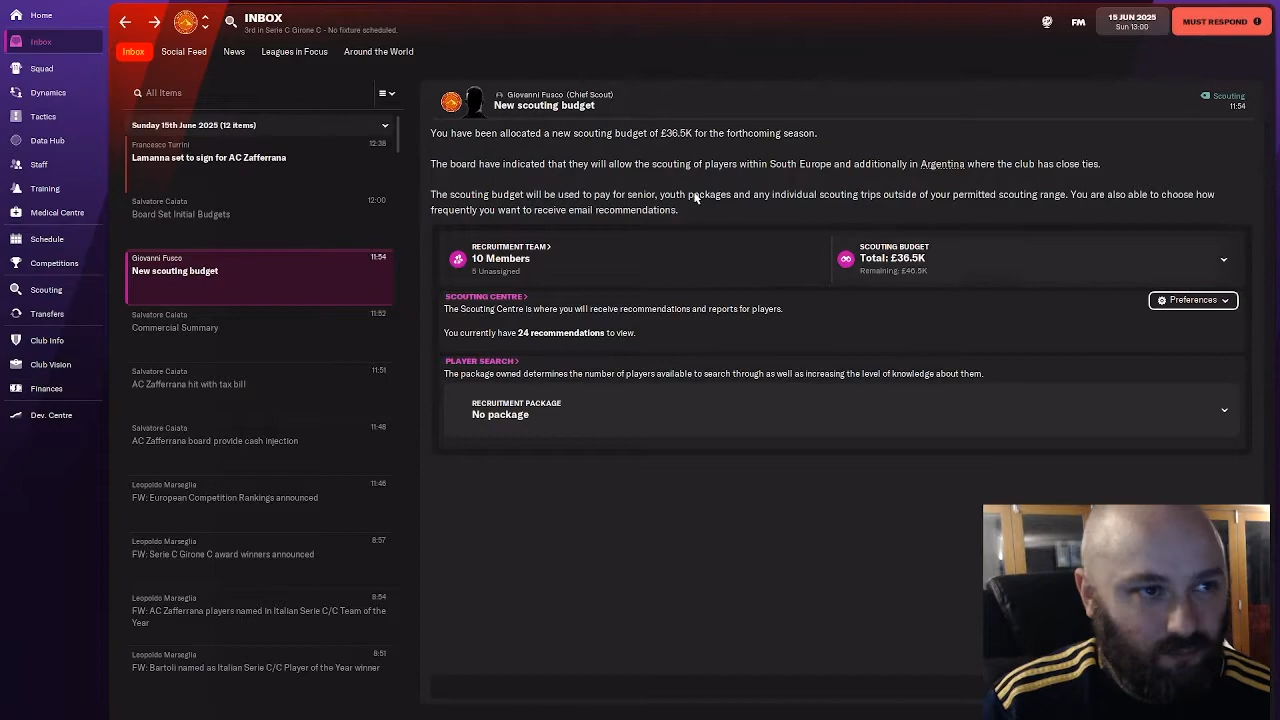 Home
Inbox
Squad
Dynamics
Tactics
Data Hub
Staff
Training
Medical Centre
Schedule
Competitions
Scouting
Transfers
Club Info
Club Vision
Finances
Dev. Centre
INBOX
3rd in Serie C Girone C - No fixture scheduled.
FM
15 JUN 2025
Sun 13:00
MUST RESPOND
Inbox
Social Feed
News
Leagues in Focus
Around the World
All Items
Sunday 15th June 2025 (12 items)
Francesco Turrini
12:38
Lamanna set to sign for AC Zafferana
Salvatore Caiata
12:00
Board Set Initial Budgets
Giovanni Fusco
11:54
New scouting budget
Salvatore Caiata
11:52
Commercial Summary
Salvatore Caiata
11:51
AC Zafferana hit with tax bill
Salvatore Caiata
11:48
AC Zafferana board provide cash injection
Leopoldo Marseglia
11:46
FW: European Competition Rankings announced
Leopoldo Marseglia
8:57
FW: Serie C Girone C award winners announced
Leopoldo Marseglia
8:54
FW: AC Zafferana players named in Italian Serie C/C Team of the
Year
Leopoldo Marseglia
8:51
FW: Bartoli named as Italian Serie C/C Player of the Year winner
Giovanni Fusco (Chief Scout)
New scouting budget
Scouting
11:54
You have been allocated a new scouting budget of £36.5K for the forthcoming season.
The board have indicated that they will allow the scouting of players within South Europe and additionally in Argentina where the club has close ties.
The scouting budget will be used to pay for senior, youth packages and any individual scouting trips outside of your permitted scouting range. You are also able to choose how
frequently you want to receive email recommendations.
RECRUITMENT TEAM >
10 Members
5 Unassigned
SCOUTING BUDGET
Total: £36.5K
Remaining: £46.5K
SCOUTING CENTRE >
The Scouting Centre is where you will receive recommendations and reports for players.
Preferences
You currently have 24 recommendations to view.
PLAYER SEARCH >
The package owned determines the number of players available to search through as well as increasing the level of knowledge about them.
RECRUITMENT PACKAGE
No package